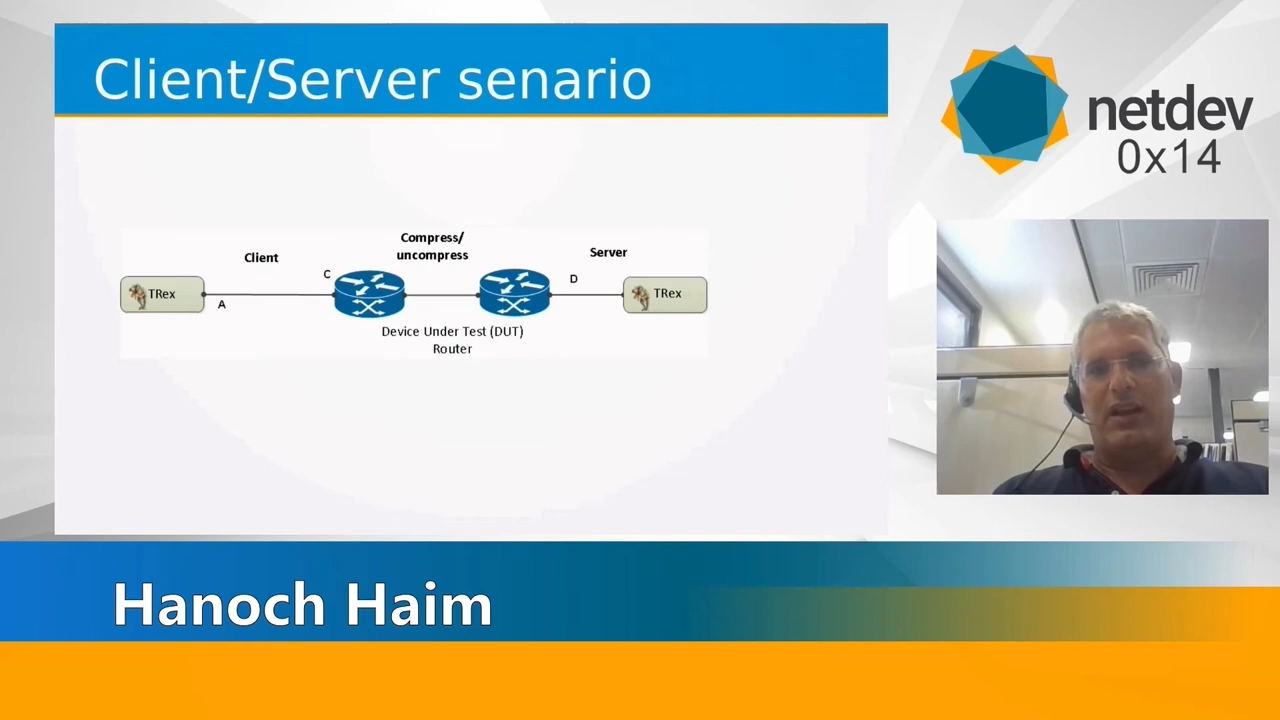 Client/Server senario
netdev
0x14
Compress/
uncompress
Client
Server
C
D
TRex
TRex
A
Device Under Test (DUT)
Router
Hanoch Haim